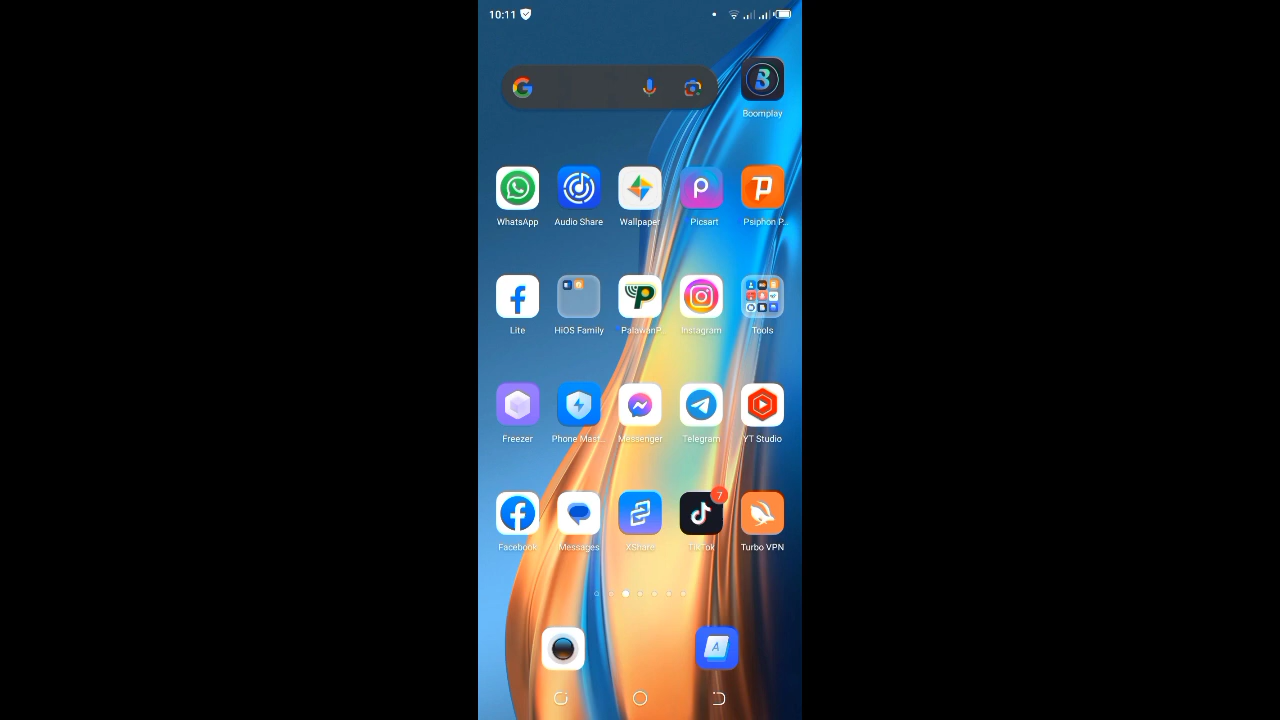 10:11
Boomplay
WhatsApp Audio Share Wallpaper Picsart Psiphon P...
Lite HiOS Family PalawanP... Instagram Tools
Freezer Phone Mast... Messenger Telegram YT Studio
7
Facebook Messages XShare TikTok Turbo VPN